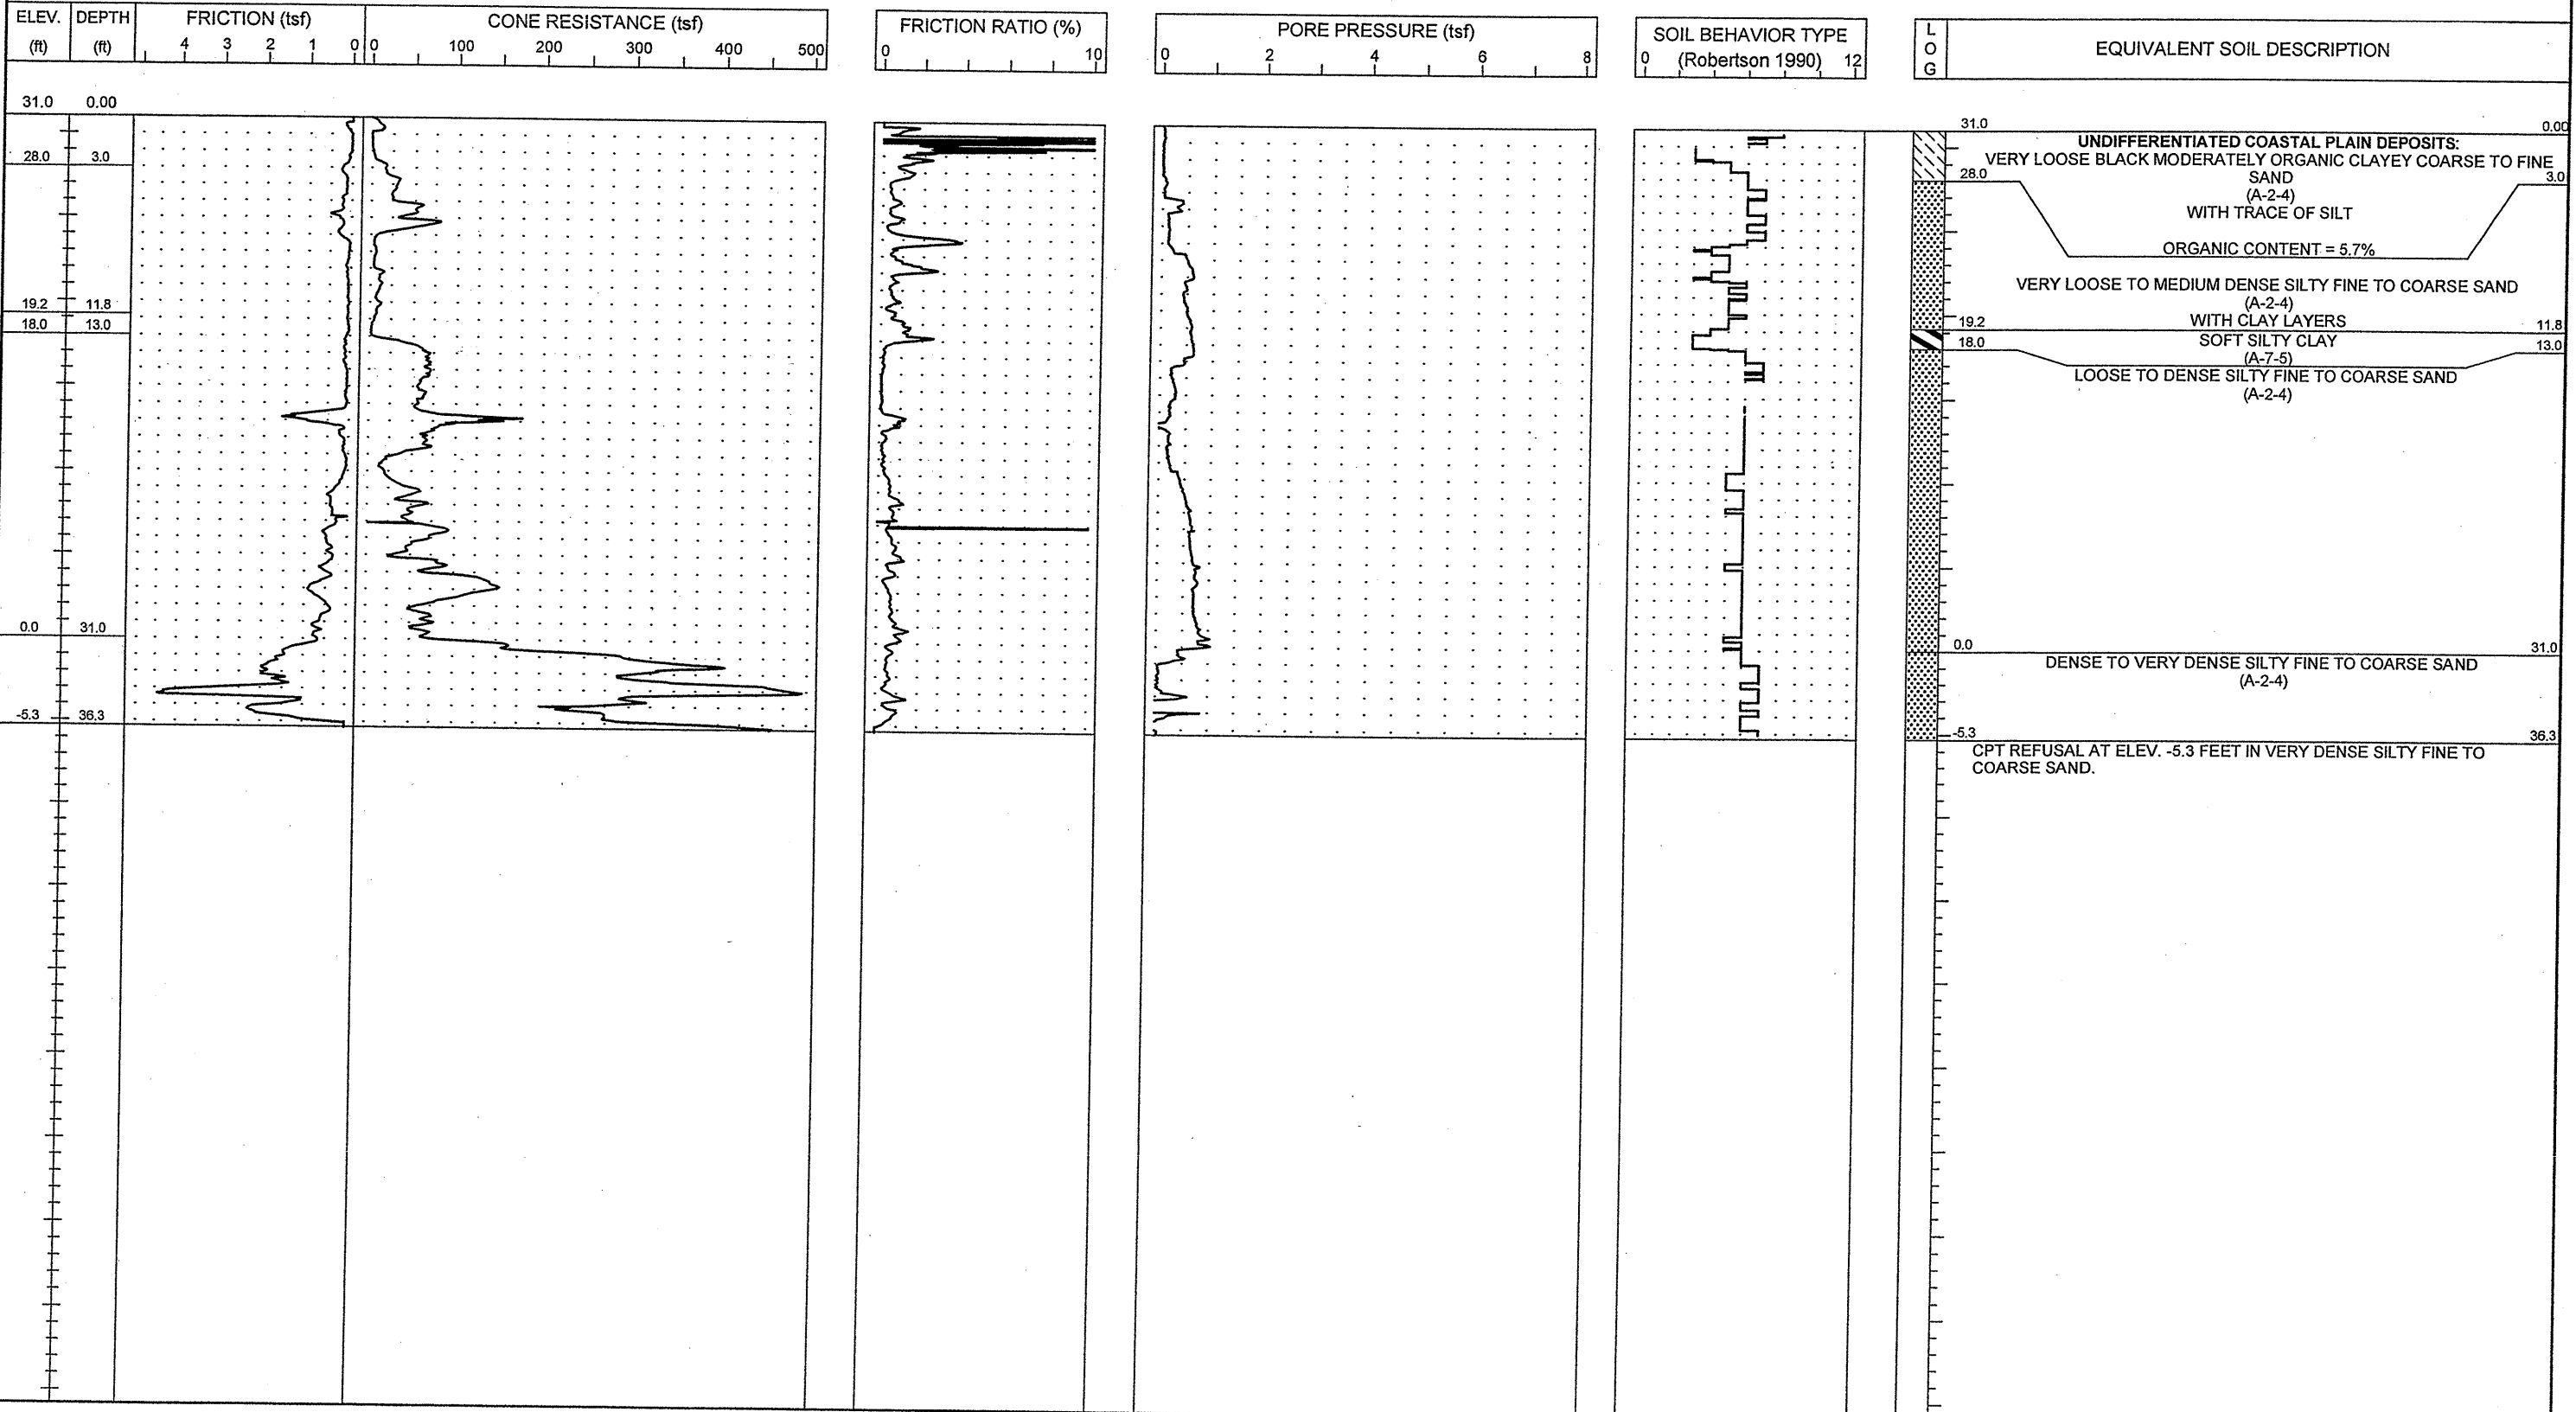 ELEV.
(ft)
DEPTH
(ft)
FRICTION (tsf)
4 3 2 1 0
CONE RESISTANCE (tsf)
0 100 200 300 400 500
FRICTION RATIO (%)
0 10
PORE PRESSURE (tsf)
0 2 4 6 8
SOIL BEHAVIOR TYPE
(Robertson 1990)
0 12
L
O
G
EQUIVALENT SOIL DESCRIPTION
31.0 0.00
28.0 3.0
19.2 11.8
18.0 13.0
0.0 31.0
-5.3 36.3
31.0 0.00
UNDIFFERENTIATED COASTAL PLAIN DEPOSITS:
VERY LOOSE BLACK MODERATELY ORGANIC CLAYEY COARSE TO FINE
SAND
28.0 3.0
(A-2-4)
WITH TRACE OF SILT
ORGANIC CONTENT = 5.7%
VERY LOOSE TO MEDIUM DENSE SILTY FINE TO COARSE SAND
(A-2-4)
WITH CLAY LAYERS
19.2 11.8
SOFT SILTY CLAY
18.0 13.0
(A-7-5)
LOOSE TO DENSE SILTY FINE TO COARSE SAND
(A-2-4)
0.0 31.0
DENSE TO VERY DENSE SILTY FINE TO COARSE SAND
(A-2-4)
-5.3 36.3
CPT REFUSAL AT ELEV. -5.3 FEET IN VERY DENSE SILTY FINE TO
COARSE SAND.